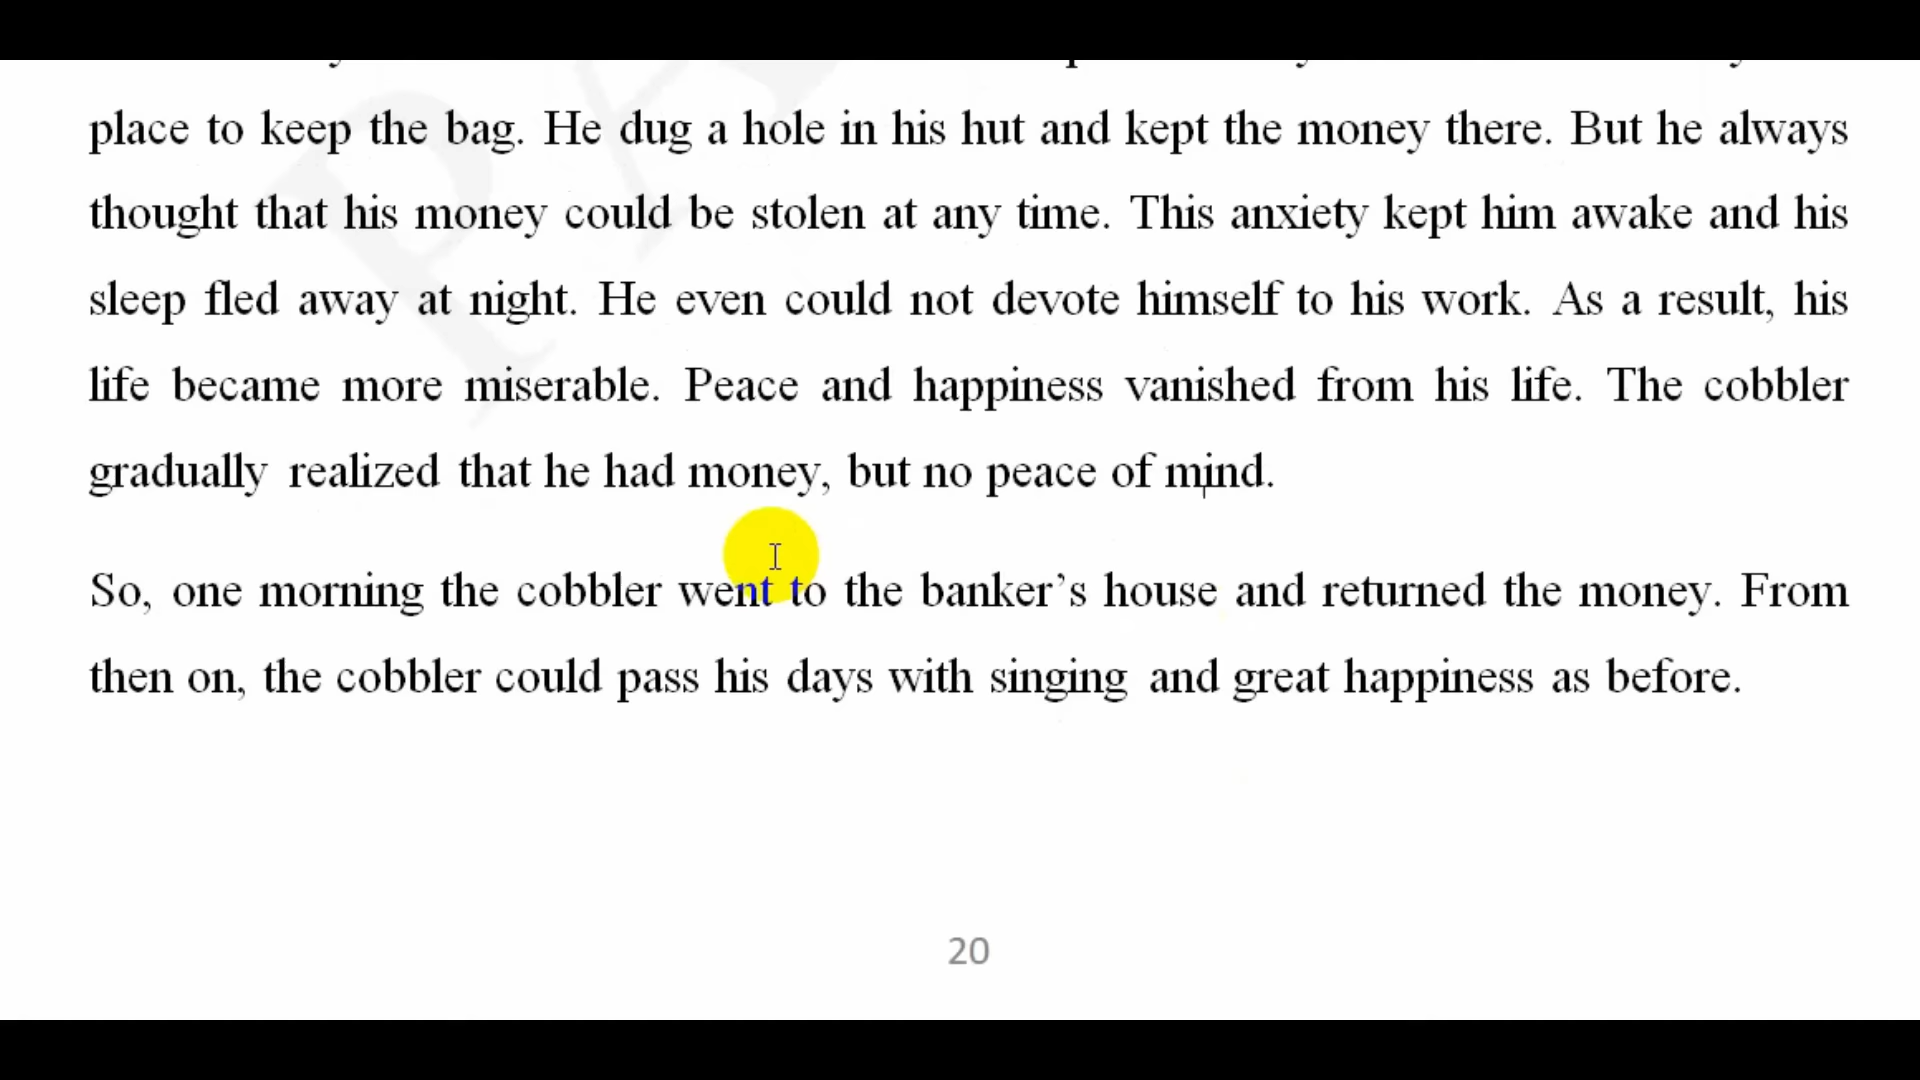 place to keep the bag. He dug a hole in his hut and kept the money there. But he always
thought that his money could be stolen at any time. This anxiety kept him awake and his
sleep fled away at night. He even could not devote himself to his work. As a result, his
life became more miserable. Peace and happiness vanished from his life. The cobbler
gradually realized that he had money, but no peace of mind.
So, one morning the cobbler went to the banker’s house and returned the money. From
then on, the cobbler could pass his days with singing and great happiness as before.
20